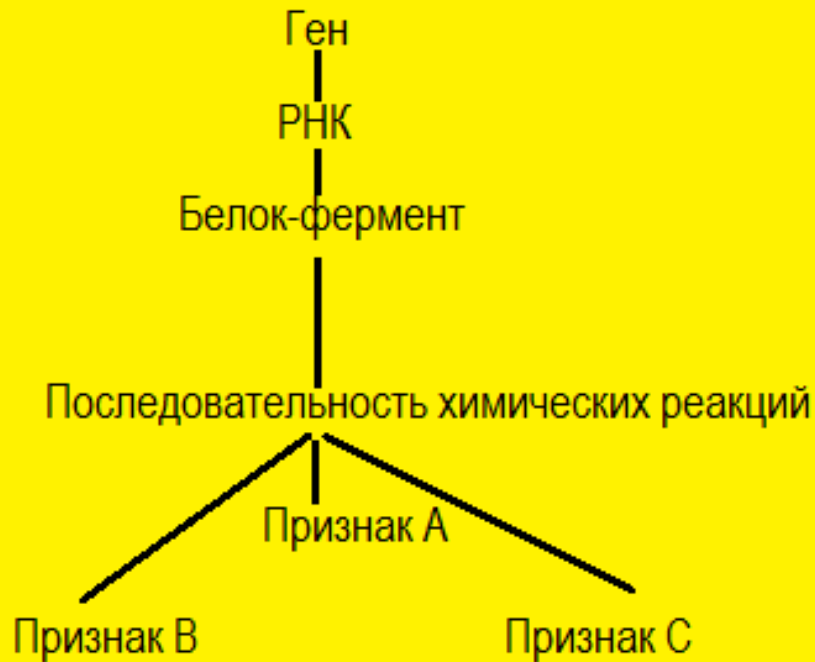 Ген
РНК
Белок-фермент
Последовательность химических реакций
Признак А
Признак В
Признак С